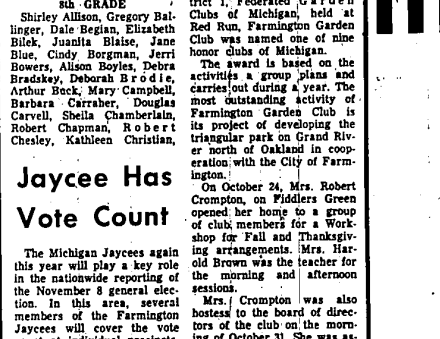 8th GRADE
Shirley Allison, Gregory Bal-
linger, Dale Begian, Elizabeth
Bilek, Juanita Blaise, Jane
Blue, Cindy Borgman, Jerri
Bowers, Alison Boyles, Debra
Bradskey, Deborah Brodie,
Arthur Buck, Mary Campbell,
Barbara Carraber, Douglas
Carvell, Sheila Chamberlain,
Robert Chapman, Robert
Chesley, Kathleen Christian,
Jaycee Has
Vote Count
The Michigan Jaycees again
this year will play a key role
in the nationwide reporting of
the November 8 general elec-
tion. In this area, several
members of the Farmington
Jaycees will cover the vote
trict 1, Federated Garden
Clubs of Michigan, held at
Red Run, Farmington Garden
Club was named one of nine
honor clubs of Michigan.
The award is based on the
activities a group plans and
carries out during a year. The
most outstanding activity of
Farmington Garden Club is
its project of developing the
triangular park on Grand Riv-
er north of Oakland in coop-
eration with the City of Farm-
ington.
On October 24, Mrs. Robert
Crompton, on Fiddlers Green
opened her home to a group
of club members for a Work-
shop for Fall and Thanksgiv-
ing arrangements. Mrs. Har-
old Brown was the teacher for
the morning and afternoon
sessions.
Mrs. Crompton was also
hostess to the board of direc-
tors of the club on the morn-
ing of October 31. She was as-